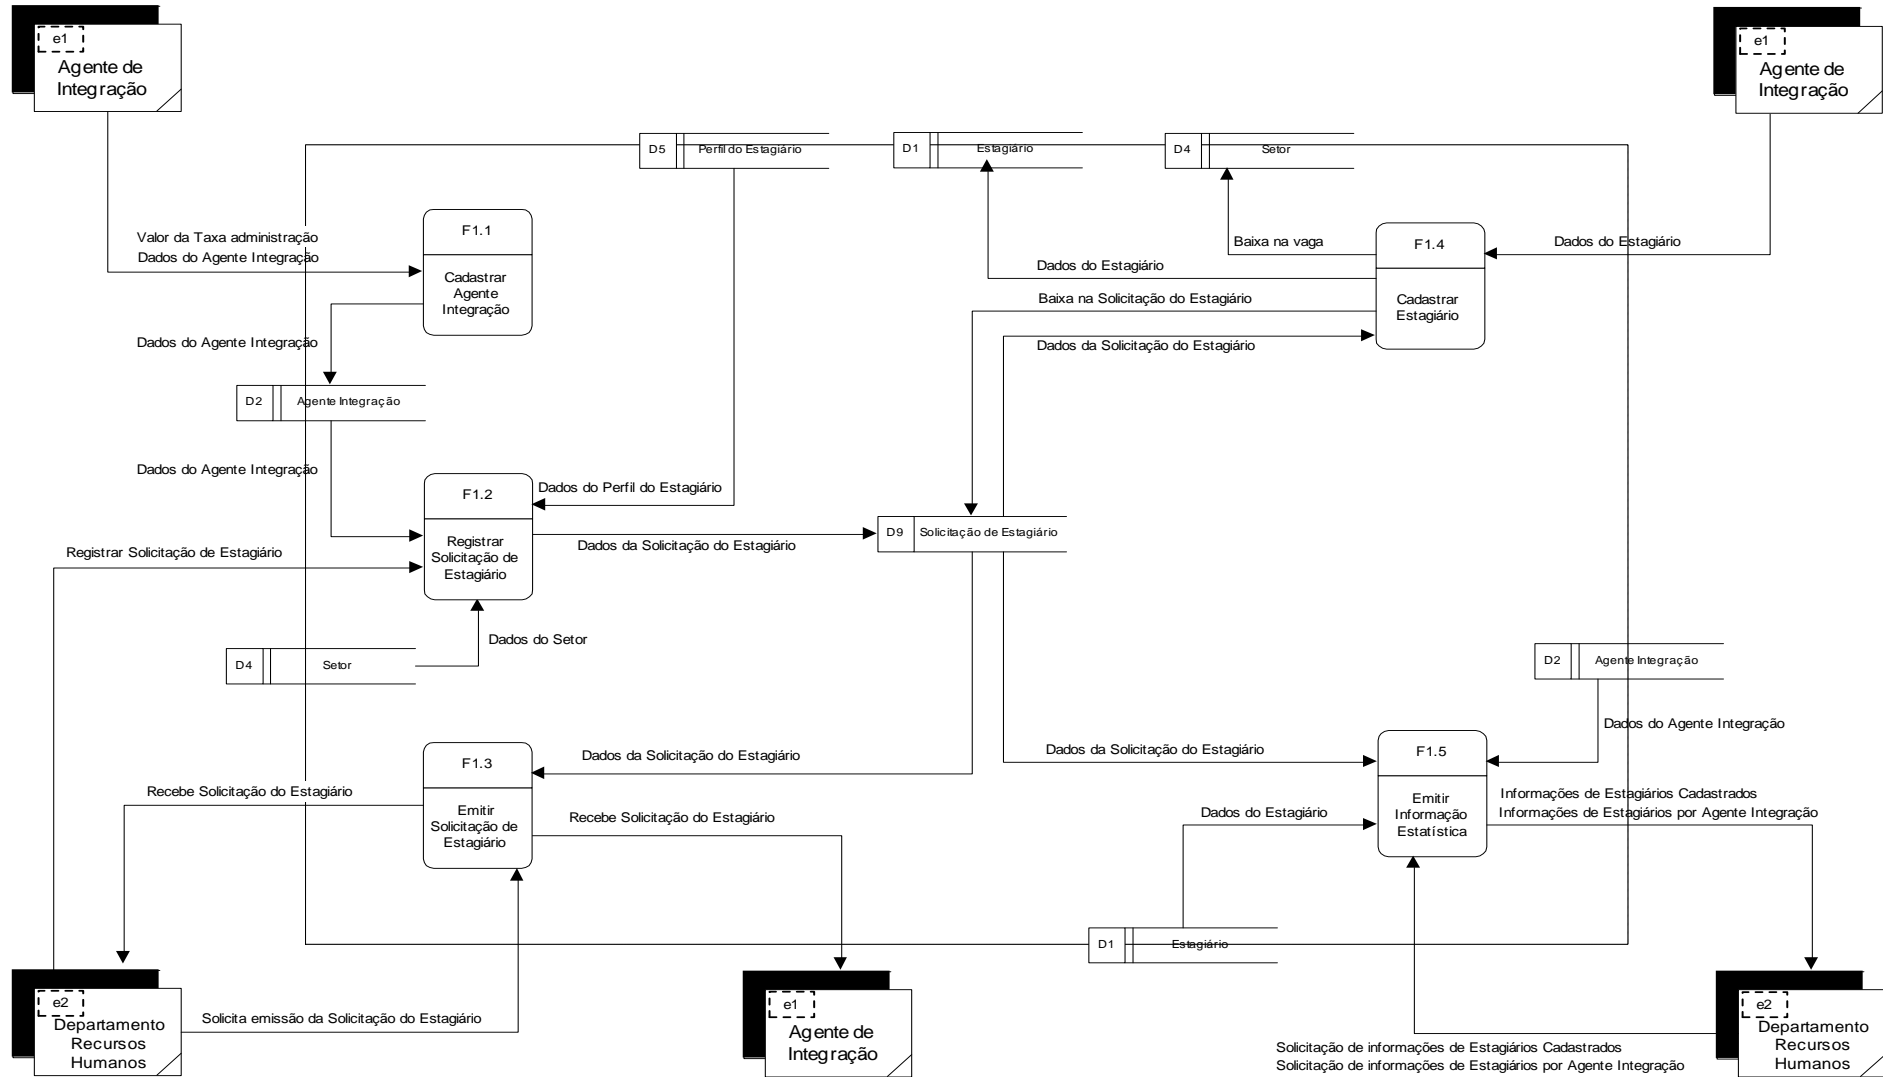 e1
Agente de
Integração
e1
Agente de
Integração
D5
Perfil do Estagiário
D1
Estagiário
D4
Setor
F1.1
Cadastrar
Agente
Integração
Valor da Taxa administração
Dados do Agente Integração
Baixa na vaga
F1.4
Cadastrar
Estagiário
Dados do Estagiário
Dados do Estagiário
Baixa na Solicitação do Estagiário
Dados da Solicitação do Estagiário
Dados do Agente Integração
D2
Agente Integração
Dados do Agente Integração
F1.2
Registrar
Solicitação de
Estagiário
Dados do Perfil do Estagiário
Dados da Solicitação do Estagiário
D9
Solicitação de Estagiário
Registrar Solicitação de Estagiário
Dados do Setor
D4
Setor
D2
Agente Integração
Dados do Agente Integração
F1.3
Emitir
Solicitação de
Estagiário
Dados da Solicitação do Estagiário
Dados da Solicitação do Estagiário
F1.5
Emitir
Informação
Estatística
Recebe Solicitação do Estagiário
Recebe Solicitação do Estagiário
Dados do Estagiário
Informações de Estagiários Cadastrados
Informações de Estagiários por Agente Integração
D1
Estagiário
e2
Departamento
Recursos
Humanos
Solicita emissão da Solicitação do Estagiário
e1
Agente de
Integração
e2
Departamento
Recursos
Humanos
Solicitação de informações de Estagiários Cadastrados
Solicitação de informações de Estagiários por Agente Integração